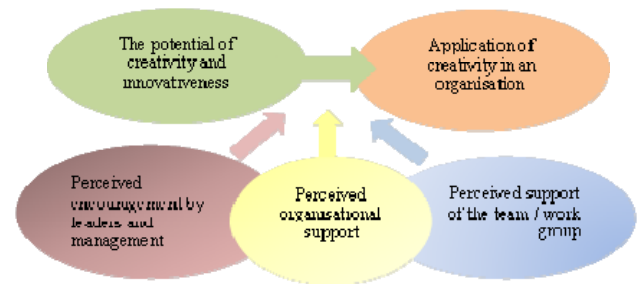 The potential of
creativity and
innovativeness
Application of
creativity in an
organisation
Perceived
encouragement by
leaders and
management
Perceived
organisational
support
Perceived support
of the team / work
group